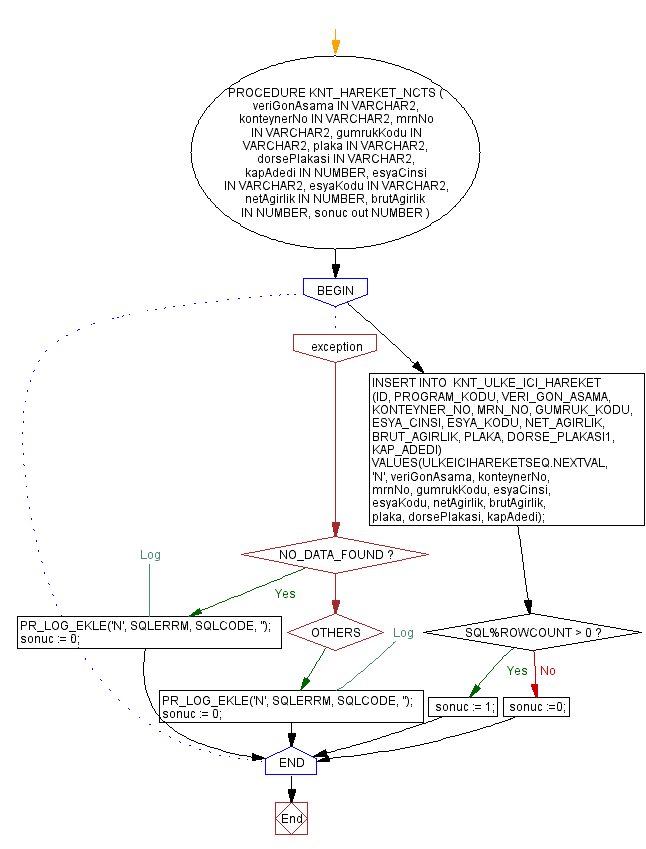 PROCEDURE KNT_HAREKET_NCTS (
veriGonAsama IN VARCHAR2,
konteynerNo IN VARCHAR2, mrnNo
IN VARCHAR2, gumrukKodu IN
VARCHAR2, plaka IN VARCHAR2,
dorsePlakasi IN VARCHAR2,
kapAdedi IN NUMBER, esyaCinsi
IN VARCHAR2, esyaKodu IN VARCHAR2,
netAgirlik IN NUMBER, brutAgirlik
IN NUMBER, sonuc out NUMBER )
BEGIN
exception
INSERT INTO  KNT_ULKE_ICI_HAREKET
(ID, PROGRAM_KODU, VERI_GON_ASAMA,
KONTEYNER_NO, MRN_NO, GUMRUK_KODU,
ESYA_CINSI, ESYA_KODU, NET_AGIRLIK,
BRUT_AGIRLIK, PLAKA, DORSE_PLAKASI1,
KAP_ADEDI)
VALUES(ULKEICIHAREKETSEQ.NEXTVAL,
'N', veriGonAsama, konteynerNo,
mrnNo, gumrukKodu, esyaCinsi,
esyaKodu, netAgirlik, brutAgirlik,
plaka, dorsePlakasi, kapAdedi);
NO_DATA_FOUND ?
Log
Yes
PR_LOG_EKLE('N', SQLERRM, SQLCODE, '');
sonuc := 0;
OTHERS
Log
SQL%ROWCOUNT > 0 ?
Yes
No
PR_LOG_EKLE('N', SQLERRM, SQLCODE, '');
sonuc := 0;
sonuc := 1;
sonuc :=0;
END
End